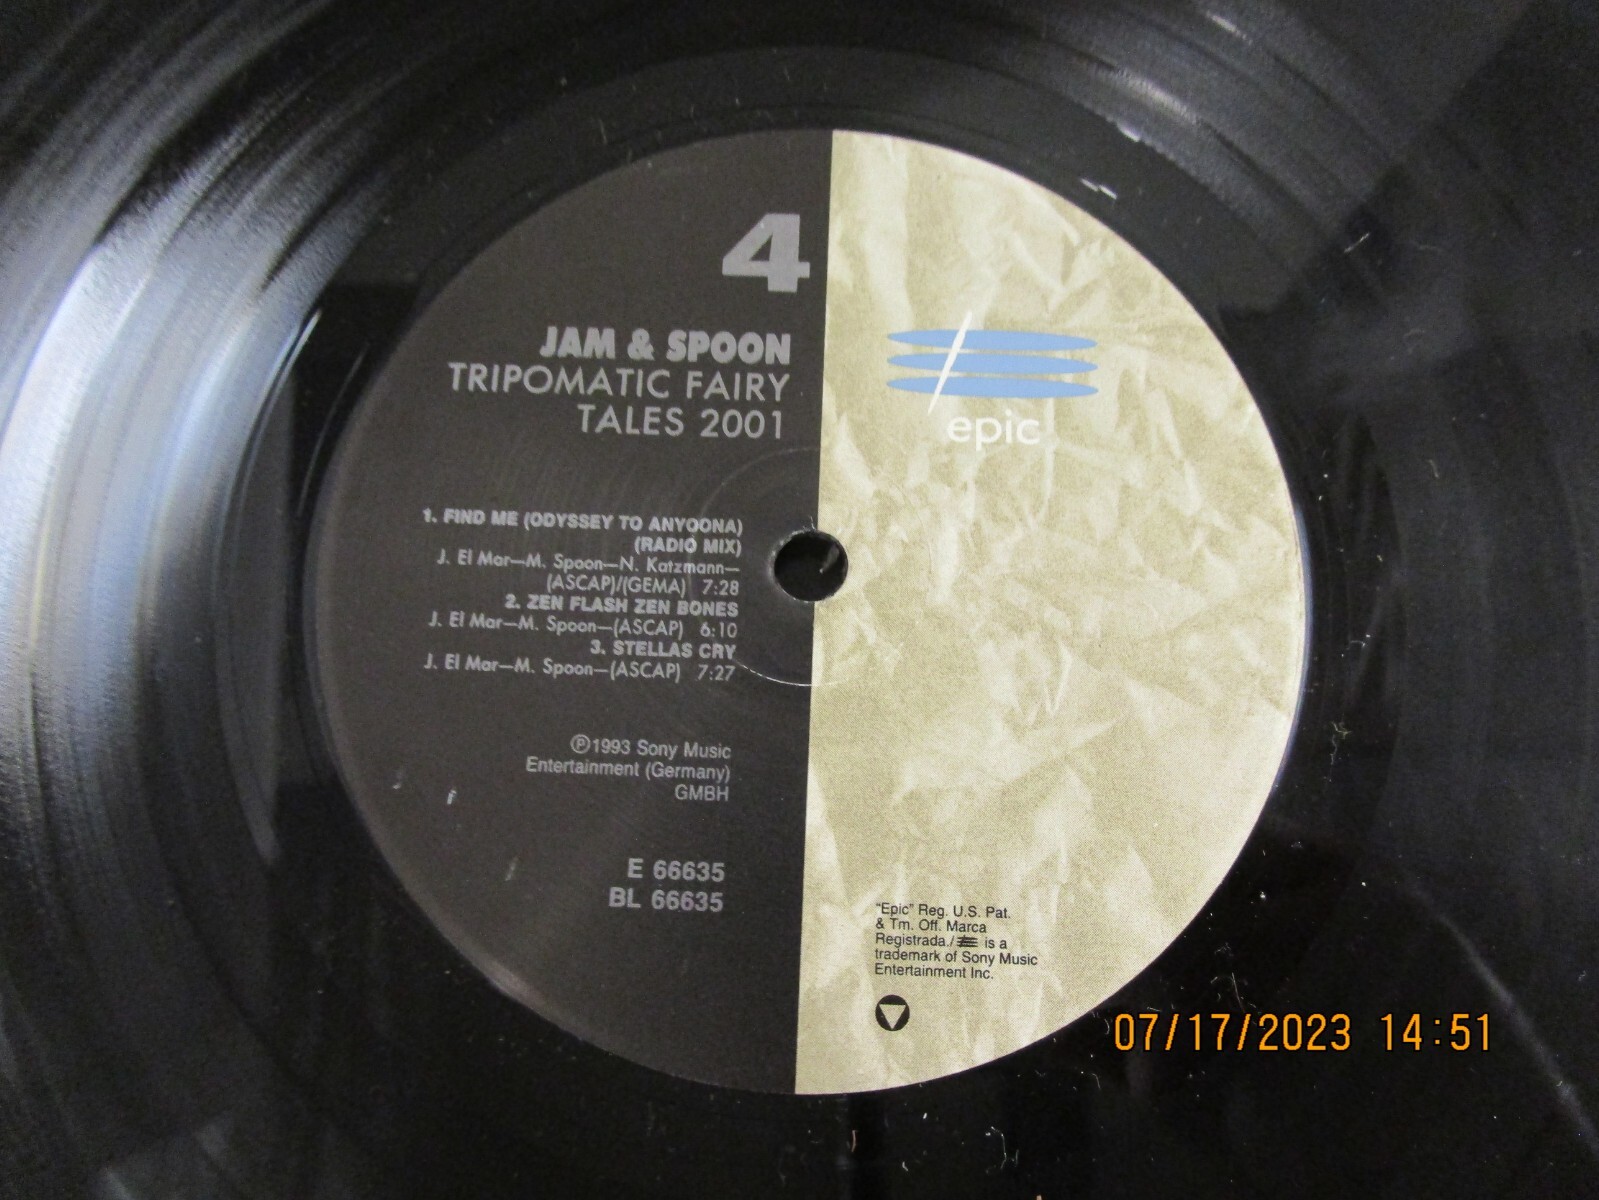 4
JAM & SPOON
TRIPOMATIC FAIRY
TALES 2001
1. FIND ME (ODYSSEY TO ANYOONA)
(RADIO MIX)
J. El Mar—M. Spoon—N. Katzmann—
(ASCAP)/(GEMA) 7:28
2. ZEN FLASH ZEN BONES
J. El Mar—M. Spoon—(ASCAP) 6:10
3. STELLAS CRY
J. El Mar—M. Spoon—(ASCAP) 7:27
℗1993 Sony Music
Entertainment (Germany)
GMBH
E 66635
BL 66635
epic
"Epic" Reg. U.S. Pat.
& Tm. Off. Marca
Registrada./ is a
trademark of Sony Music
Entertainment Inc.
07/17/2023 14:51